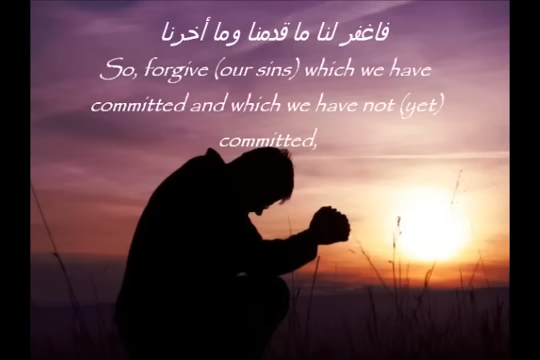 فاغفر لنا ما قدمنا وما أخرنا
So, forgive (our sins) which we have
committed and which we have not (yet)
committed,